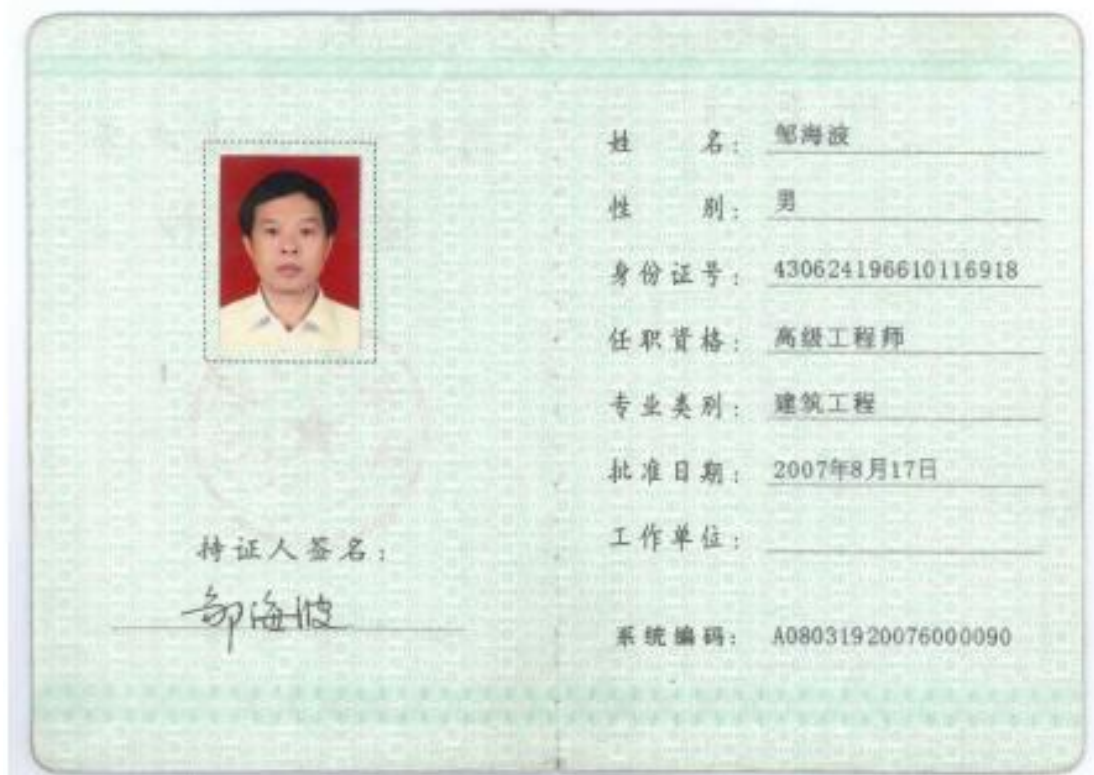 持证人签名：
邹海波
姓 名： 邹海波
性 别： 男
身份证号： 430624196610116918
任职资格： 高级工程师
专业类别： 建筑工程
批准日期： 2007年8月17日
工作单位：
系统编码： A08031920076000090